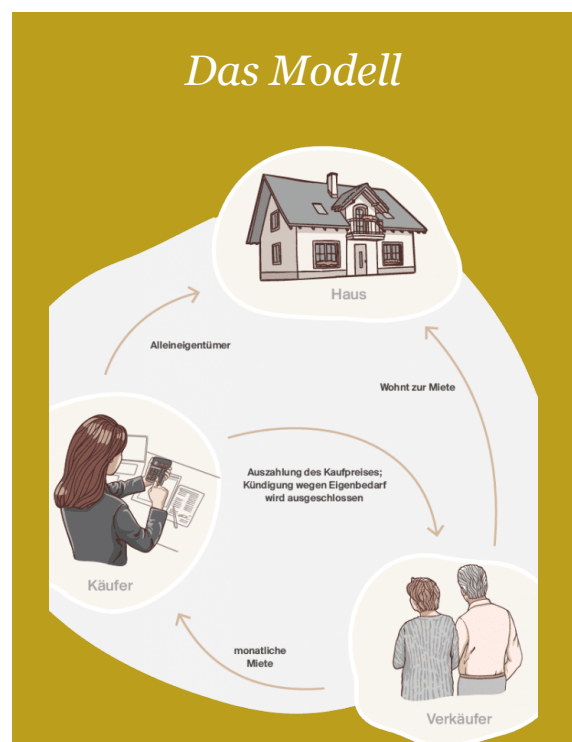 Das Modell
Haus
Alleineigentümer
Wohnt zur Miete
Auszahlung des Kaufpreises;
Kündigung wegen Eigenbedarf
wird ausgeschlossen
Käufer
monatliche
Miete
Verkäufer